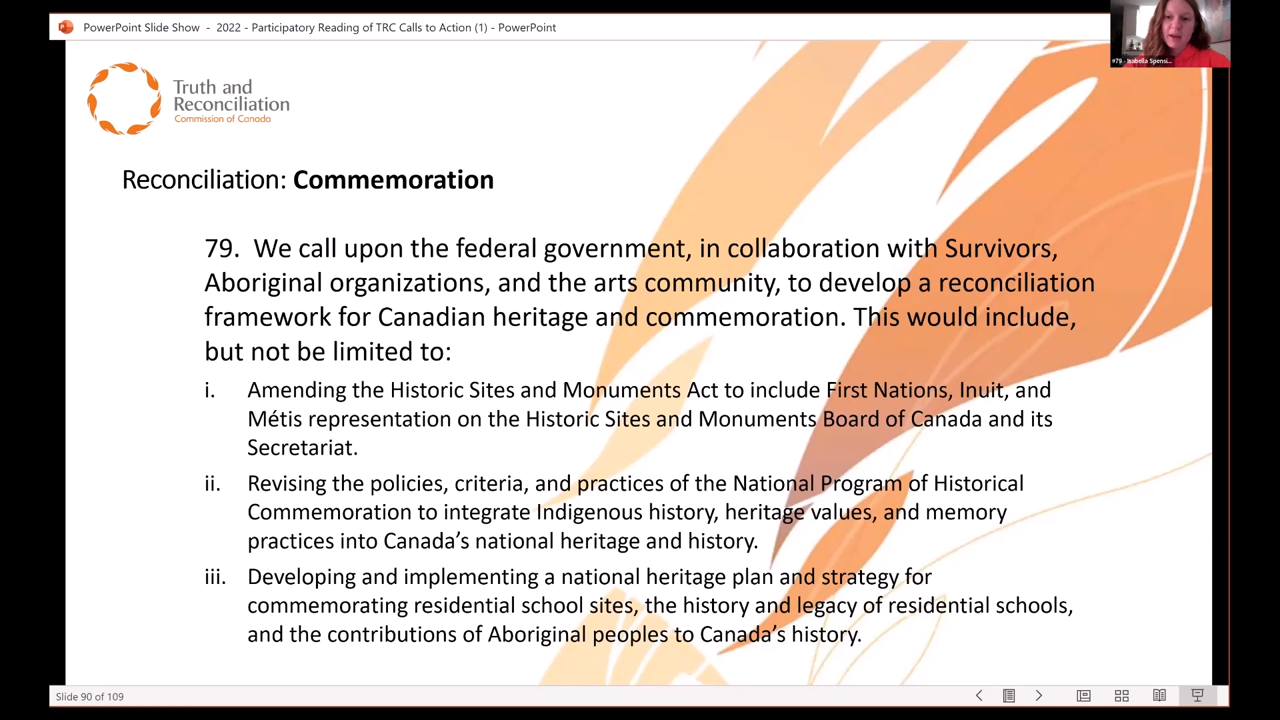 PowerPoint Slide Show - 2022 - Participatory Reading of TRC Calls to Action (1) - PowerPoint
#79 - Isabella Spensi...
Truth and
Reconciliation
Commission of Canada
Reconciliation: Commemoration
79. We call upon the federal government, in collaboration with Survivors,
Aboriginal organizations, and the arts community, to develop a reconciliation
framework for Canadian heritage and commemoration. This would include,
but not be limited to:
i. Amending the Historic Sites and Monuments Act to include First Nations, Inuit, and
Métis representation on the Historic Sites and Monuments Board of Canada and its
Secretariat.
ii. Revising the policies, criteria, and practices of the National Program of Historical
Commemoration to integrate Indigenous history, heritage values, and memory
practices into Canada’s national heritage and history.
iii. Developing and implementing a national heritage plan and strategy for
commemorating residential school sites, the history and legacy of residential schools,
and the contributions of Aboriginal peoples to Canada’s history.
Slide 90 of 109